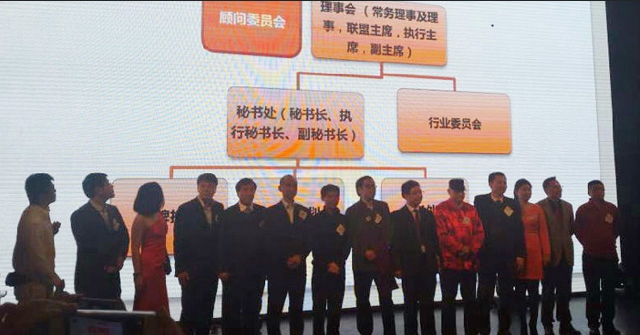 顾问委员会
理事会（常务理事及理
事，联盟主席，执行主
席，副主席）
秘书处（秘书长、执
行秘书长、副秘书长）
行业委员会